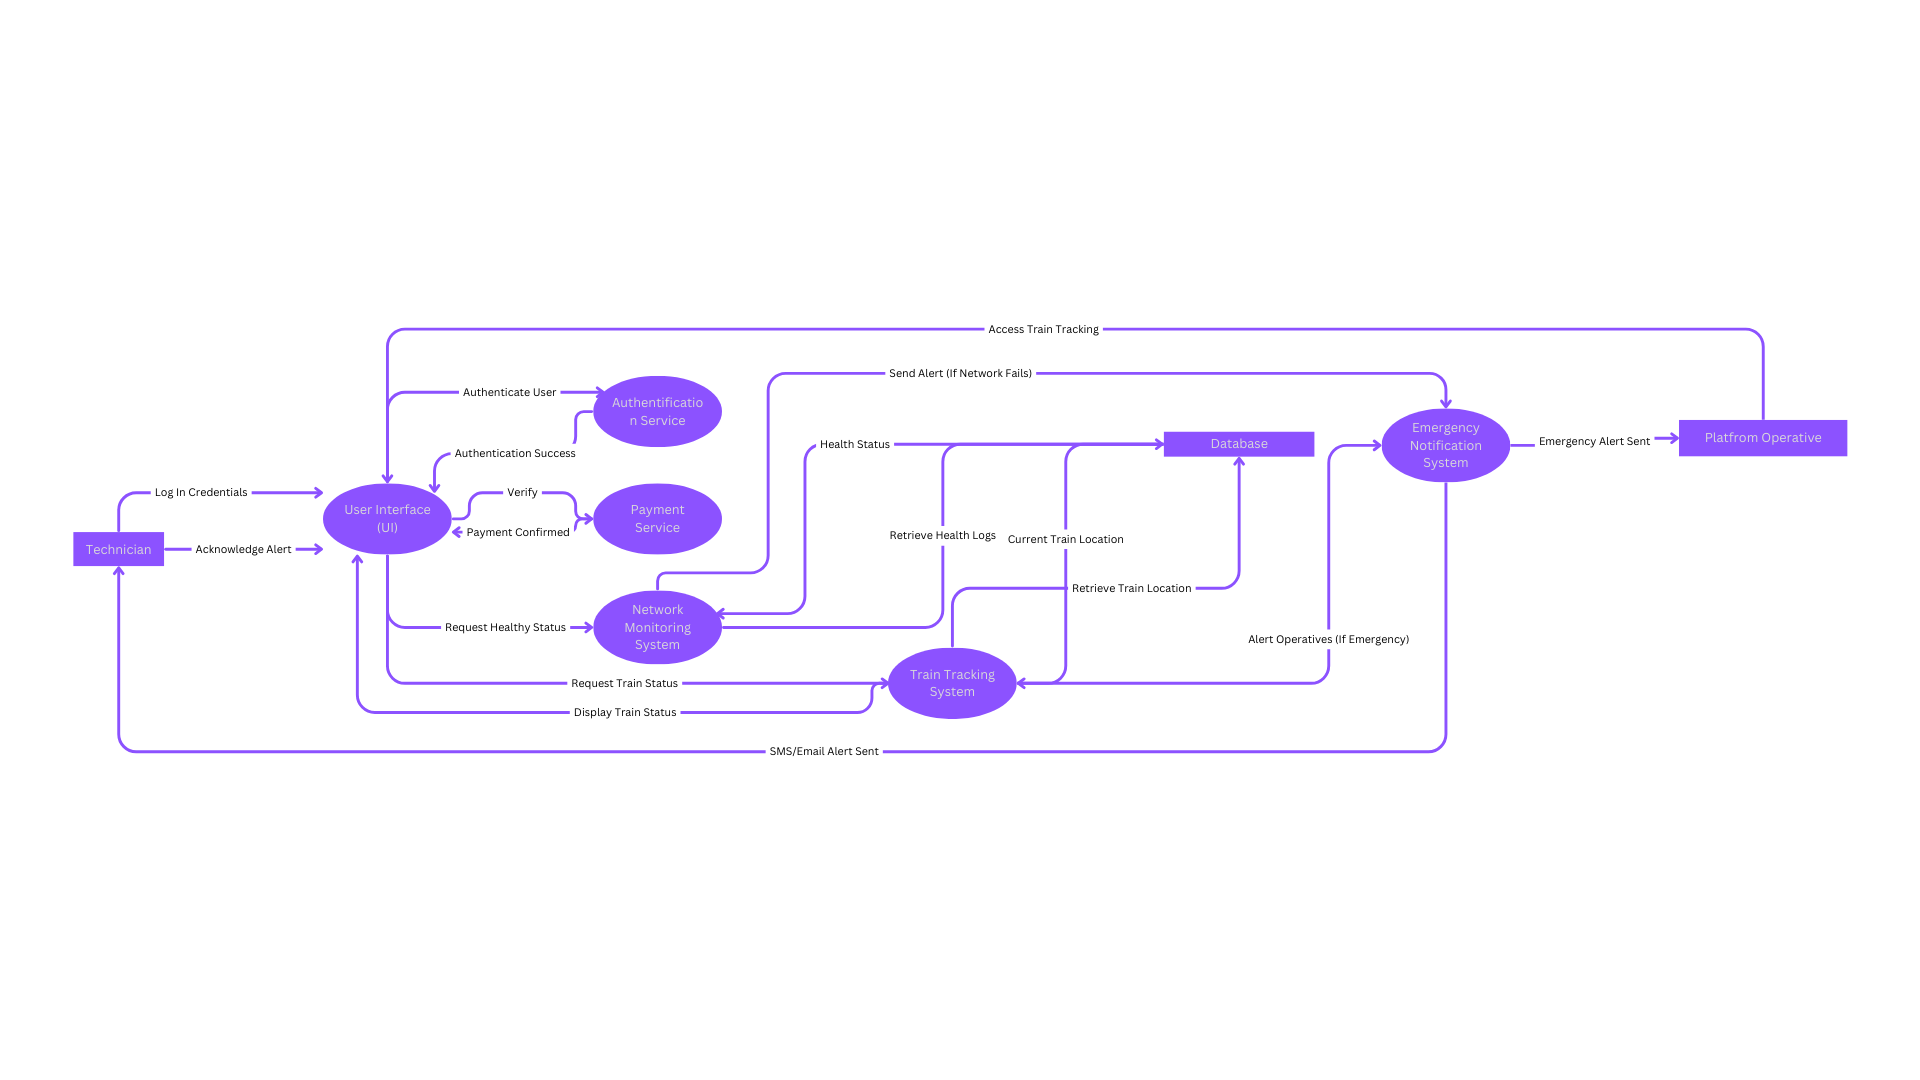 Access Train Tracking
Send Alert (If Network Fails)
Authenticate User
Authentificatio
n Service
Authentication Success
Health Status
Database
Emergency
Notification
System
Emergency Alert Sent
Platfrom Operative
Log In Credentials
Verify
User Interface
(UI)
Payment
Service
Payment Confirmed
Technician
Acknowledge Alert
Retrieve Health Logs
Current Train Location
Retrieve Train Location
Network
Monitoring
System
Request Healthy Status
Alert Operatives (If Emergency)
Train Tracking
System
Request Train Status
Display Train Status
SMS/Email Alert Sent